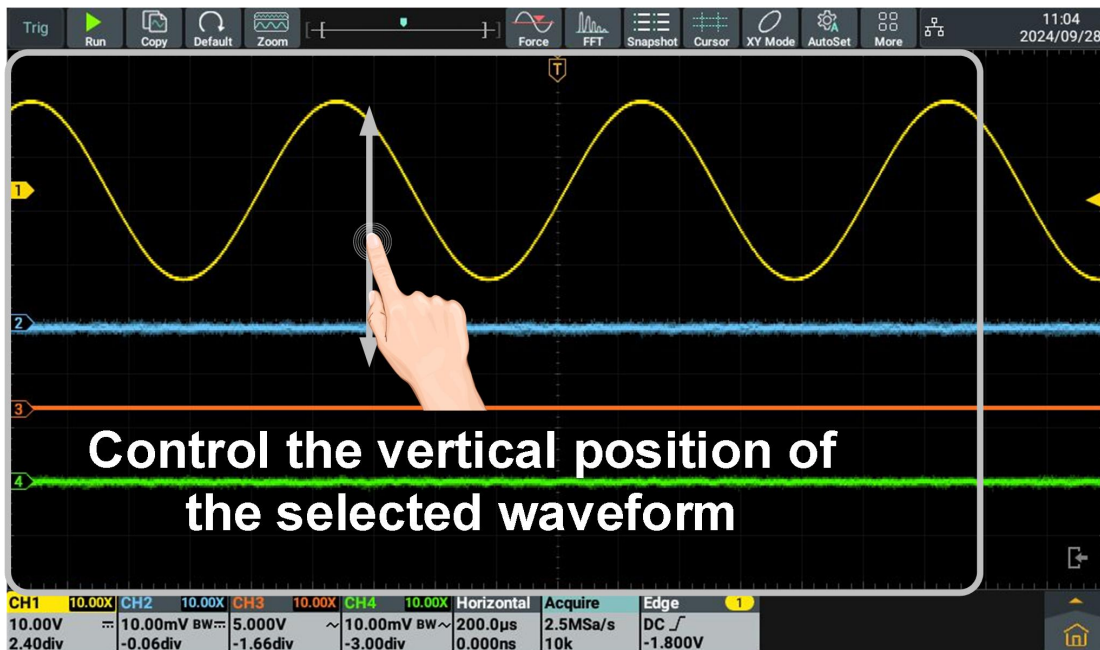 Trig Run Copy Default Zoom Force FFT Snapshot Cursor XY Mode AutoSet More 11:04
2024/09/28
T
1
2
3
Control the vertical position of
4
the selected waveform
CH1 10.00X CH2 10.00X CH3 10.00X CH4 10.00X Horizontal Acquire Edge 1
10.00V 10.00mV BW 5.000V 10.00mV BW 200.0μs 2.5MSa/s DC
2.40div -0.06div -1.66div -3.00div 0.000ns 10k -1.800V